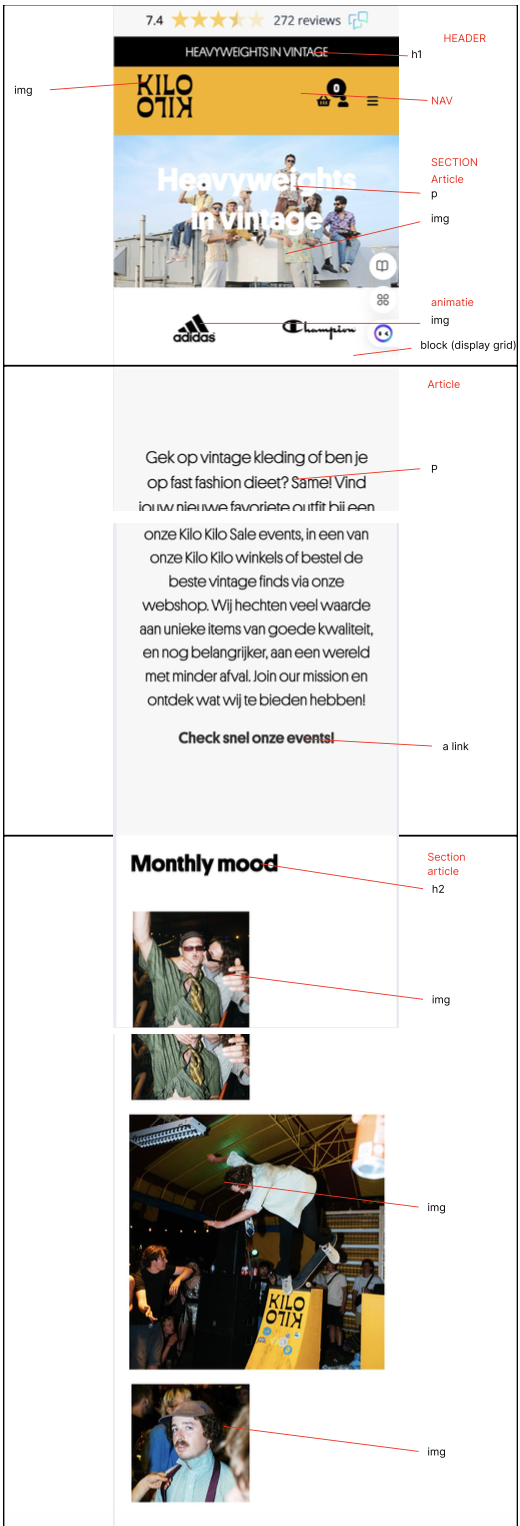 7.4 272 reviews
HEADER
HEAVYWEIGHTS IN VINTAGE
h1
img
KILO
KILO
0
NAV
SECTION
Article
Heavyweights
in vintage
p
img
animatie
img
adidas
Champion
block (display grid)
Article
Gek op vintage kleding of ben je
op fast fashion dieet? Same! Vind
P
jouw nieuwe favoriete outfit bij een
onze Kilo Kilo Sale events, in een van
onze Kilo Kilo winkels of bestel de
beste vintage finds via onze
webshop. Wij hechten veel waarde
aan unieke items van goede kwaliteit,
en nog belangrijker, aan een wereld
met minder afval. Join our mission en
ontdek wat wij te bieden hebben!
Check snel onze events!
a link
Monthly mood
Section
article
h2
img
img
KILO
KILO
img